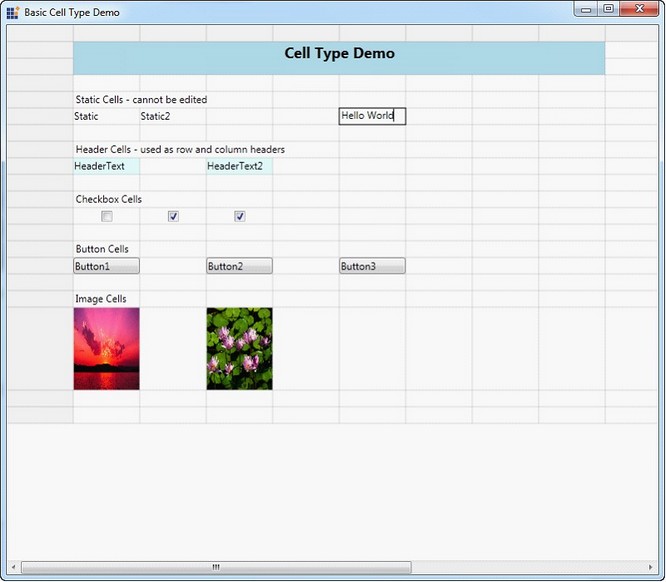 Basic Cell Type Demo
Cell Type Demo
Static Cells - cannot be edited
Static Static2 Hello World
Header Cells - used as row and column headers
HeaderText HeaderText2
Checkbox Cells
Button Cells
Button1 Button2 Button3
Image Cells